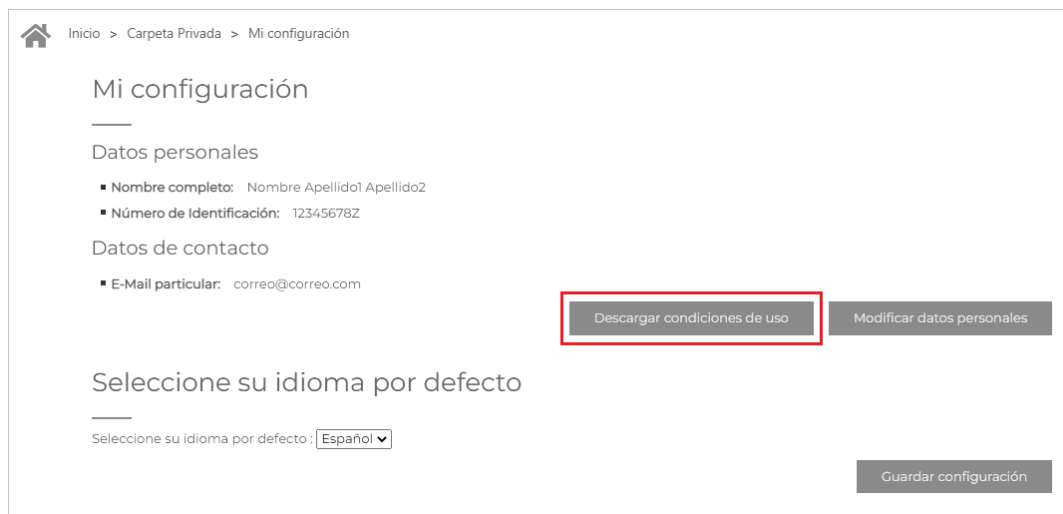 Inicio > Carpeta Privada > Mi configuración
Mi configuración
Datos personales
Nombre completo: Nombre Apellido1 Apellido2
Número de Identificación: 12345678Z
Datos de contacto
E-Mail particular: correo@correo.com
Descargar condiciones de uso Modificar datos personales
Seleccione su idioma por defecto
Seleccione su idioma por defecto : Español
Guardar configuración